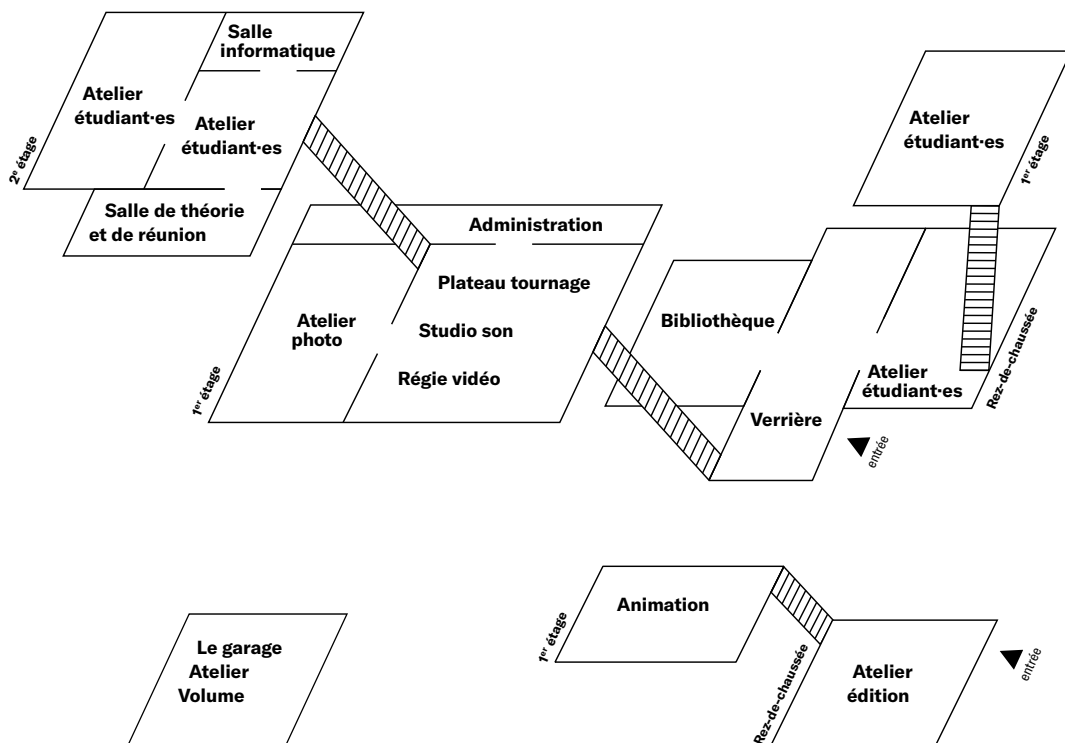 Salle
informatique
Atelier
étudiant·es
Atelier
étudiant·es
2e étage
Salle de théorie
et de réunion
Administration
Plateau tournage
Atelier
photo
Studio son
Régie vidéo
1er étage
Atelier
étudiant·es
1er étage
Bibliothèque
Atelier
étudiant·es
Rez-de-chaussée
Verrière
entrée
Animation
1er étage
Le garage
Atelier
Volume
Rez-de-chaussée
Atelier
édition
entrée